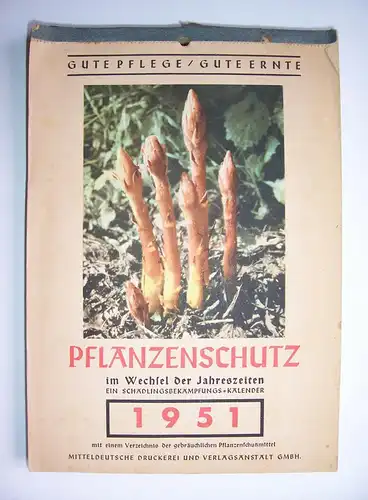 GUTE PFLEGE / GUTE ERNTE
PFLANZENSCHUTZ
im Wechsel der Jahreszeiten
EIN SCHÄDLINGSBEKÄMPFUNGS-KALENDER
1951
mit einem Verzeichnis der gebräuchlichen Pflanzenschutzmittel
MITTELDEUTSCHE DRUCKEREI UND VERLAGSANSTALT GMBH.